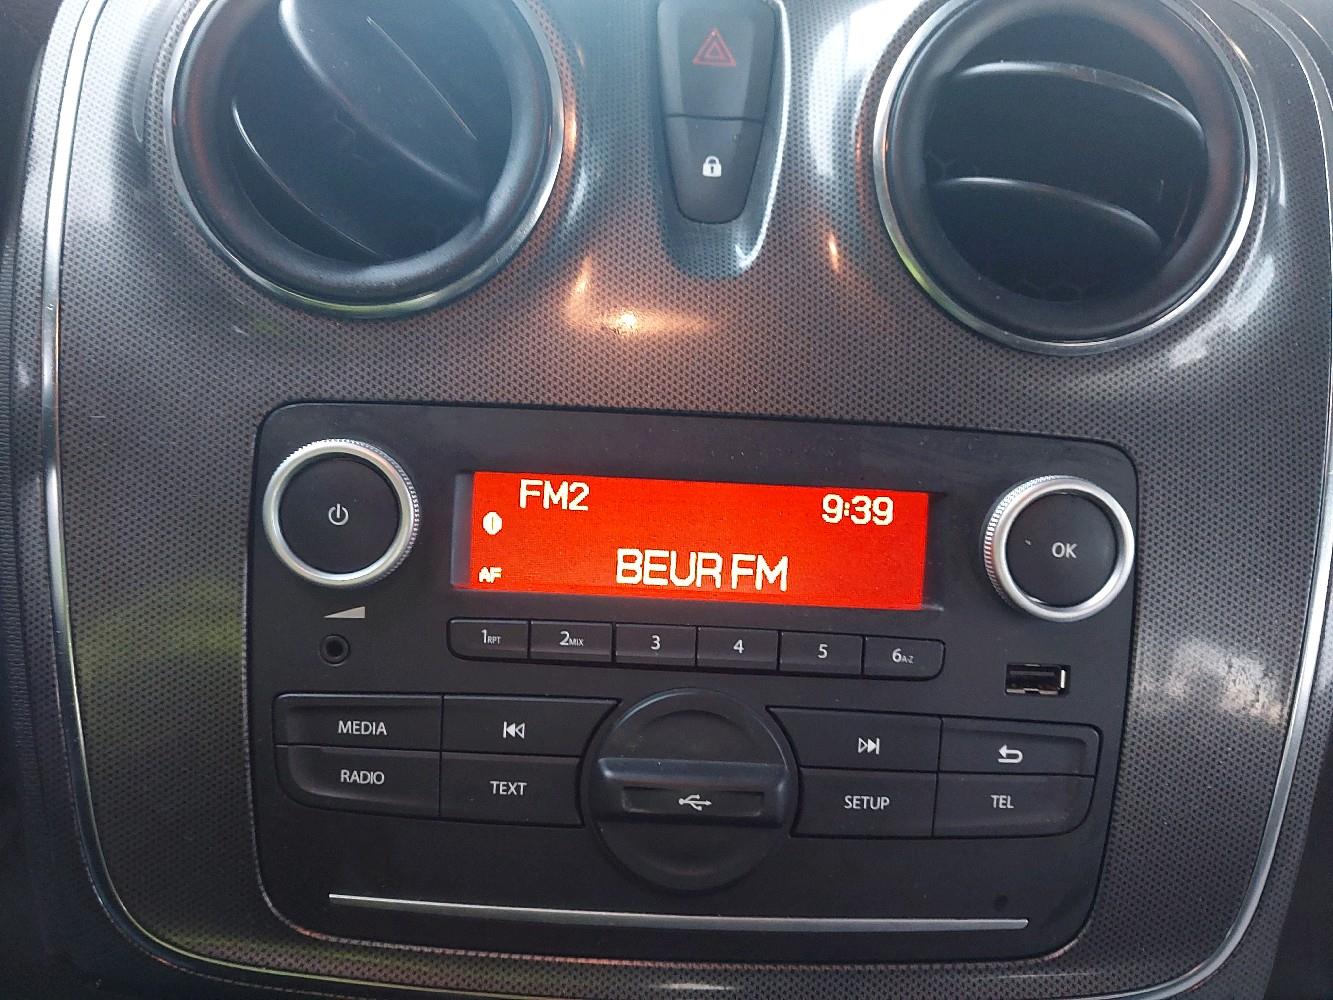 FM2 9:39
AF BEUR FM
OK
1RPT 2MIX 3 4 5 6A-Z
MEDIA
RADIO TEXT SETUP TEL